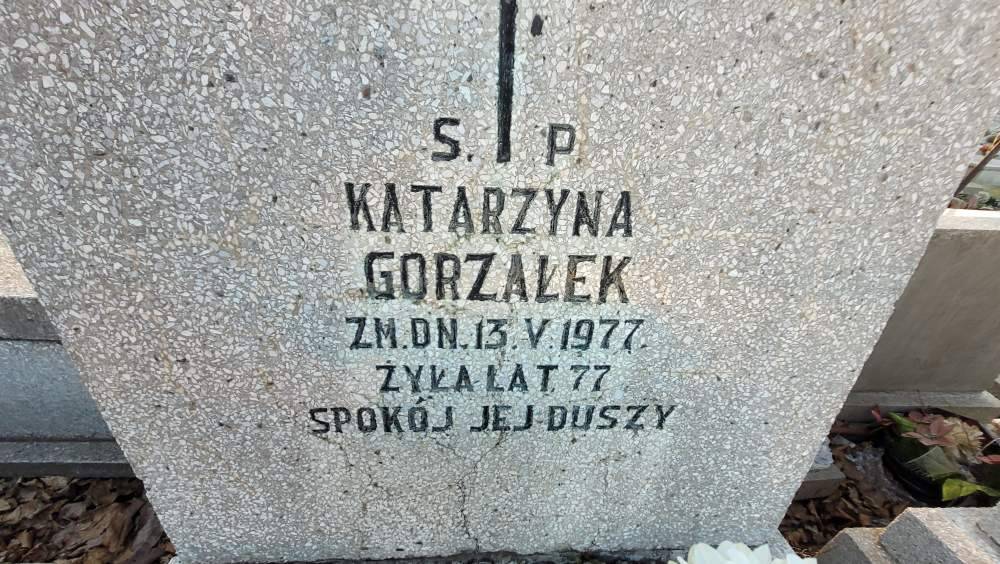 S. P
KATARZYNA
GORZAŁEK
ZM. DN. 13. V. 1977.
ŻYŁA LAT 77
SPOKÓJ JEJ DUSZY